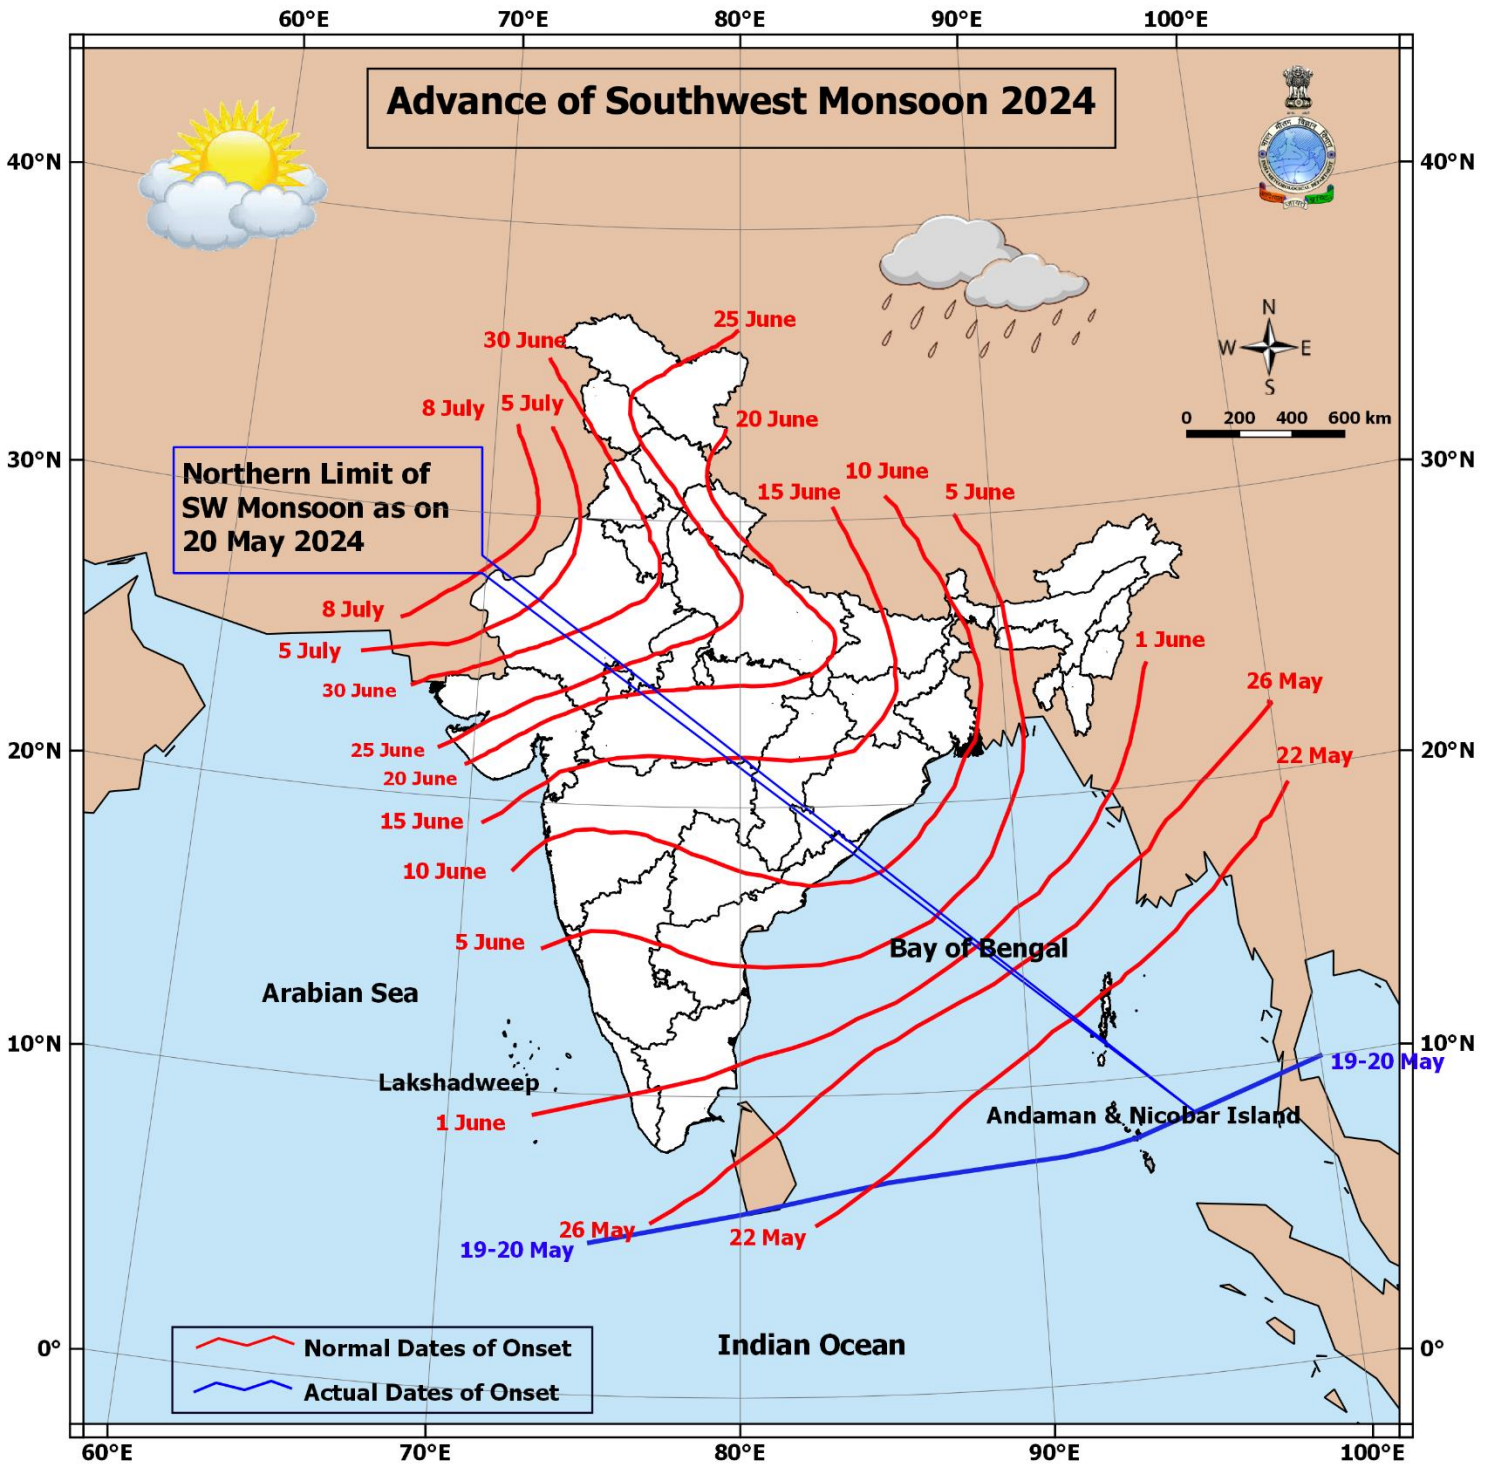 60°E 70°E 80°E 90°E 100°E
Advance of Southwest Monsoon 2024
40°N 40°N
N
W E
S
25 June
30 June
0 200 400 600 km
8 July 5 July
20 June
30°N 30°N
Northern Limit of
SW Monsoon as on
20 May 2024
10 June
15 June 5 June
8 July
1 June
5 July
26 May
30 June
20°N 20°N
25 June
22 May
20 June
15 June
10 June
5 June
Bay of Bengal
Arabian Sea
10°N 10°N
19-20 May
Lakshadweep
Andaman & Nicobar Island
1 June
26 May
22 May
19-20 May
Indian Ocean
0° 0°
Normal Dates of Onset
Actual Dates of Onset
60°E 70°E 80°E 90°E 100°E